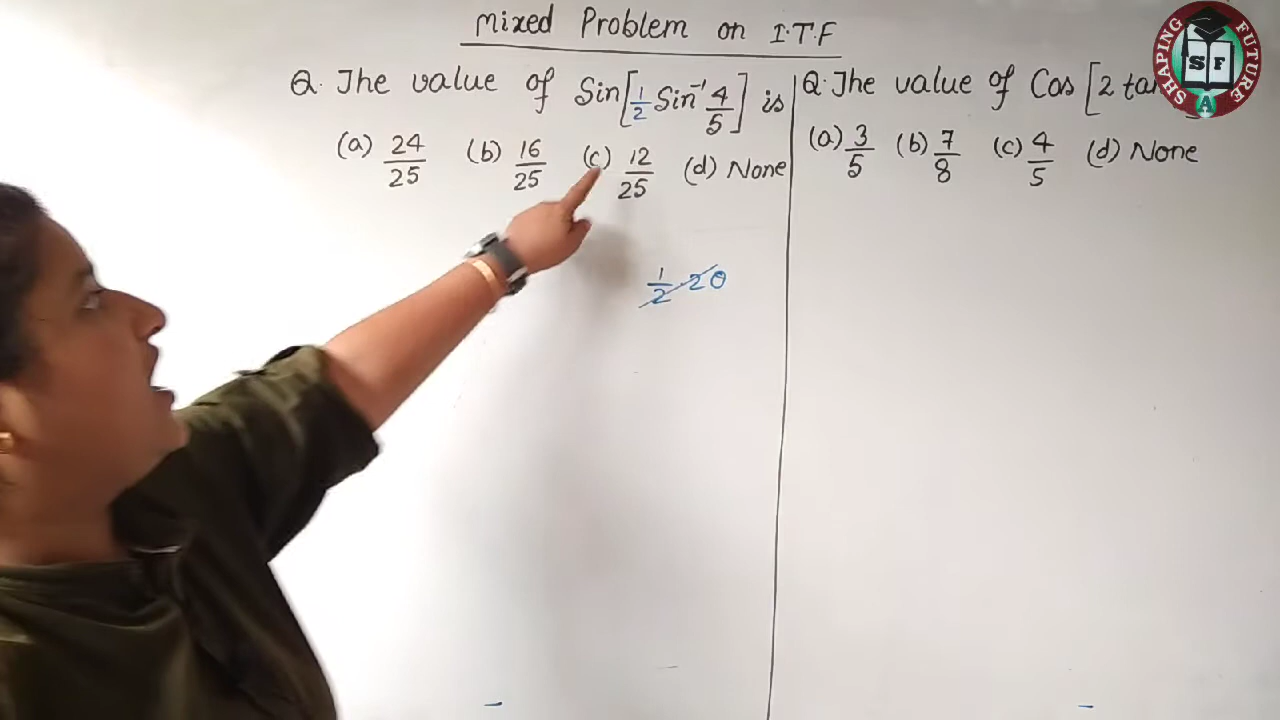 Mixed Problem on I.T.F
Q. The value of Sin[1/2 Sin⁻¹ 4/5] is
(a) 24/25 (b) 16/25 (c) 12/25 (d) None
1/2 2θ
Q. The value of Cos [2 tan
(a) 3/5 (b) 7/8 (c) 4/5 (d) None
SHAPING FUTURE
S F
A